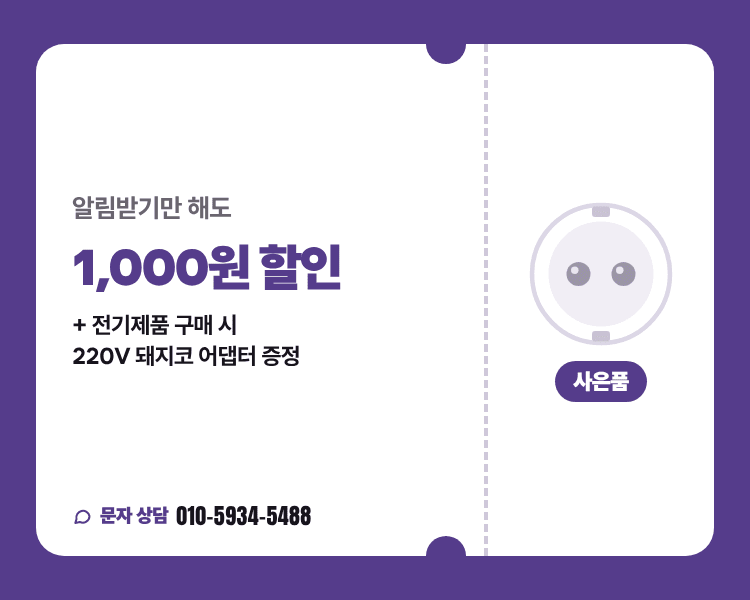 알림받기만 해도
1,000원 할인
+ 전기제품 구매 시
220V 돼지코 어댑터 증정
사은품
문자 상담 010-5934-5488